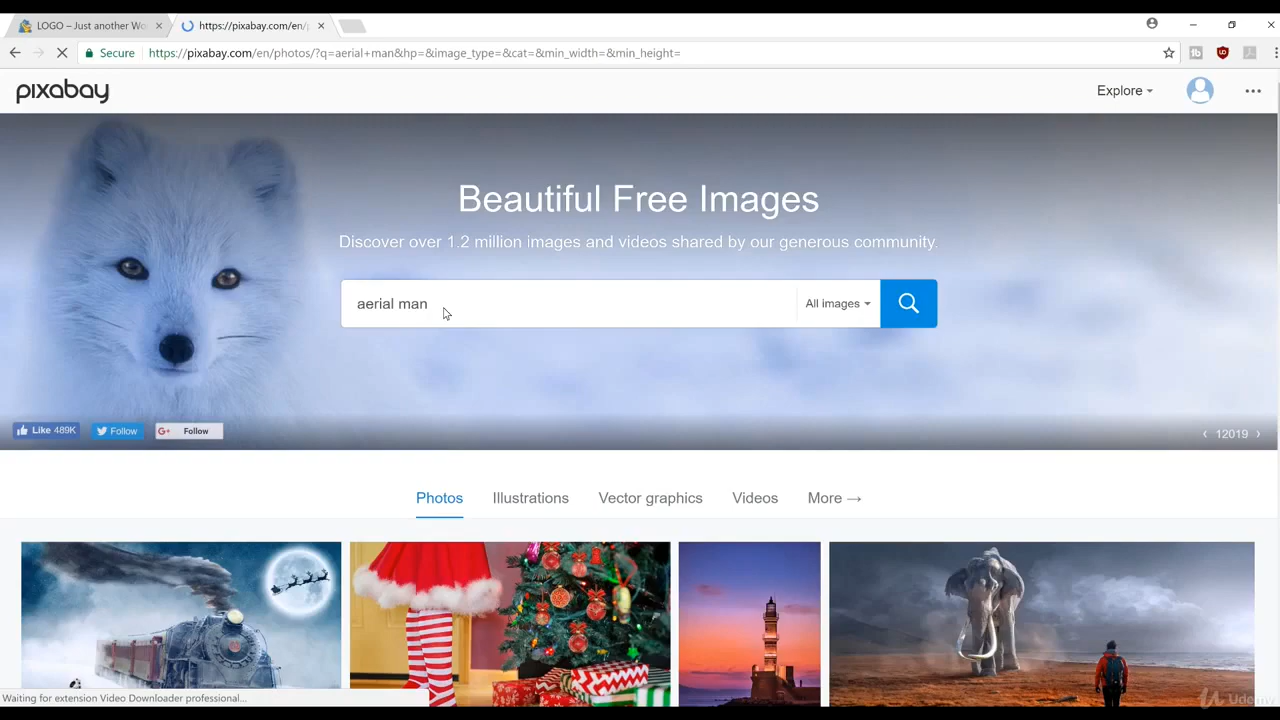 LOGO – Just another Wo
https://pixabay.com/en/p
Secure
https://pixabay.com/en/photos/?q=aerial+man&hp=&image_type=&cat=&min_width=&min_height=
pixabay
Explore
Beautiful Free Images
Discover over 1.2 million images and videos shared by our generous community.
aerial man
All images
Like 489K
Follow
G+ Follow
‹ 12019 ›
Photos
Illustrations
Vector graphics
Videos
More →
Waiting for extension Video Downloader professional...
Udemy